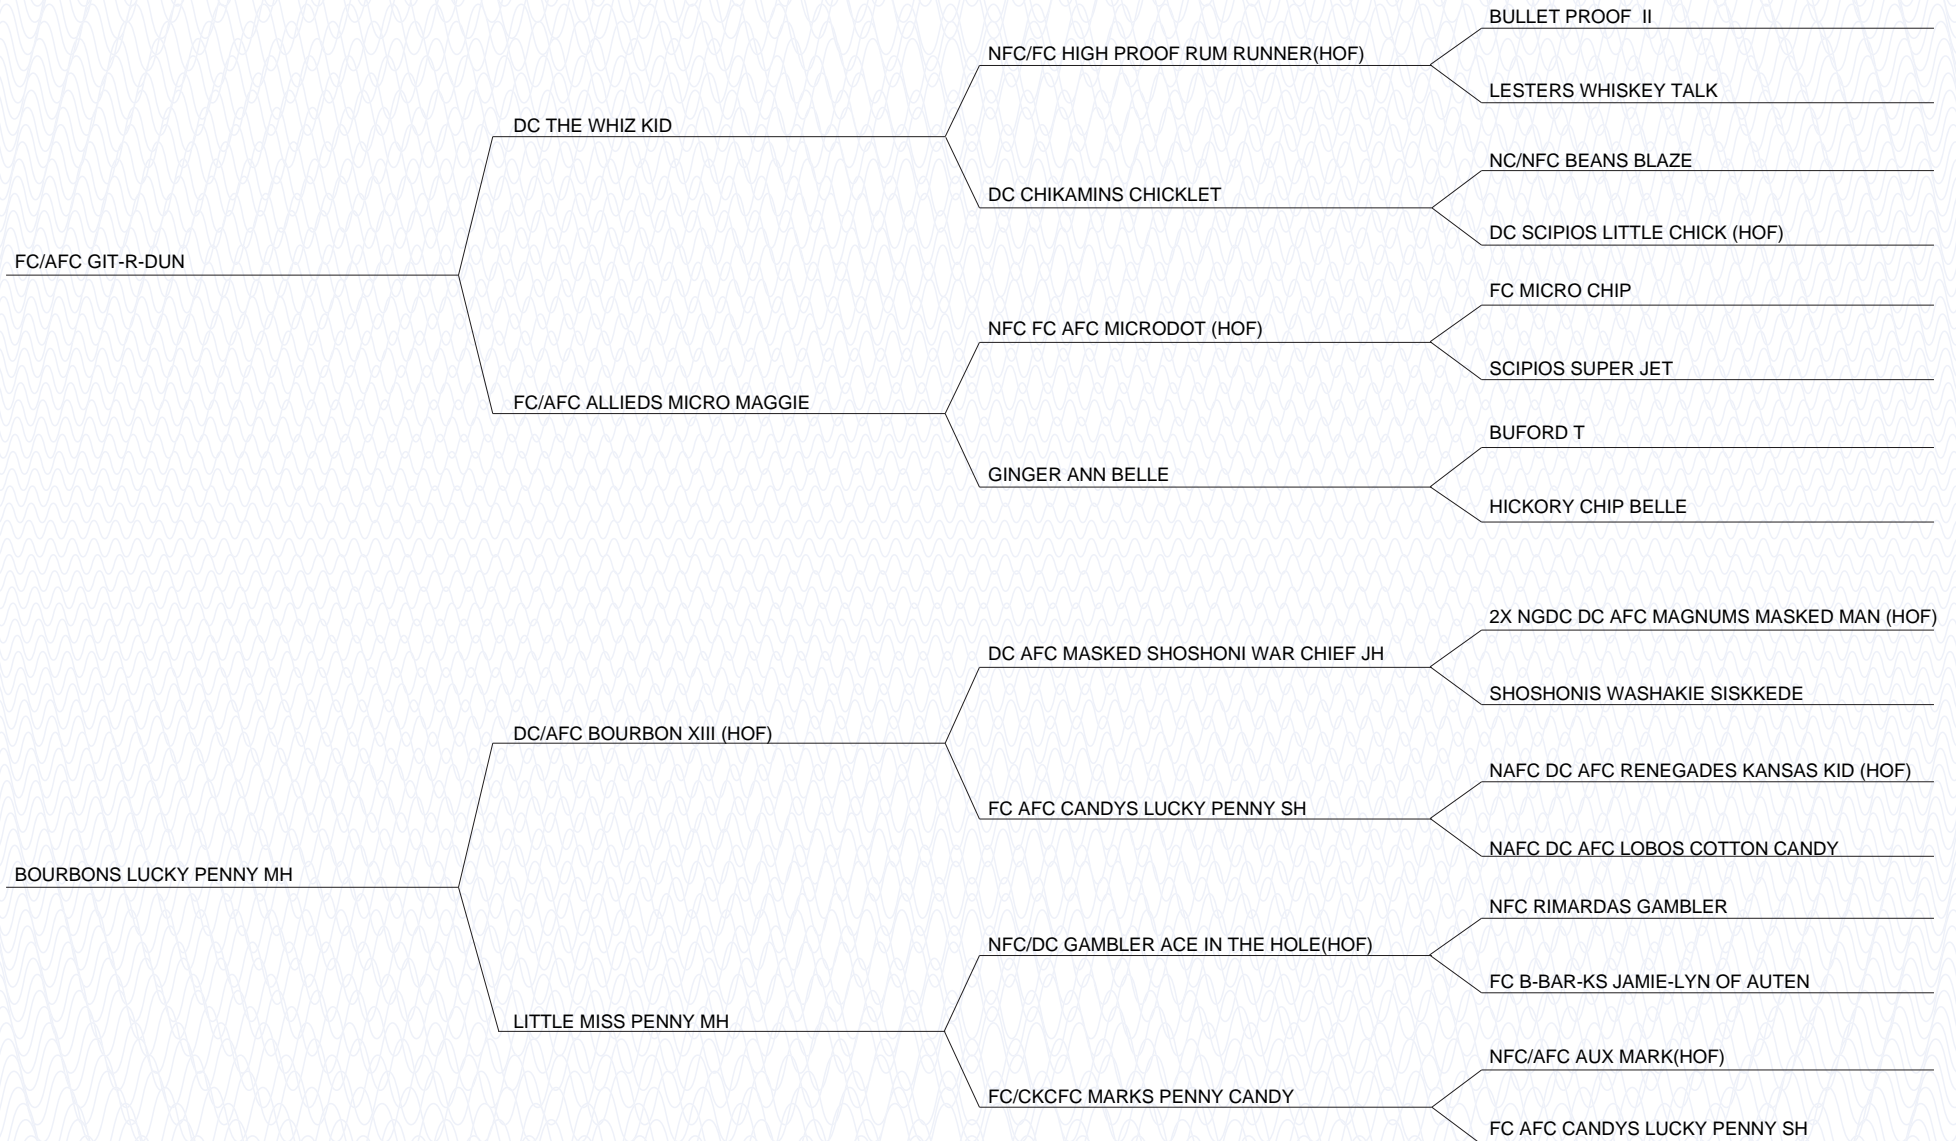 BULLET PROOF  II
NFC/FC HIGH PROOF RUM RUNNER(HOF)
LESTERS WHISKEY TALK
DC THE WHIZ KID
NC/NFC BEANS BLAZE
DC CHIKAMINS CHICKLET
DC SCIPIOS LITTLE CHICK (HOF)
FC/AFC GIT-R-DUN
FC MICRO CHIP
NFC FC AFC MICRODOT (HOF)
SCIPIOS SUPER JET
FC/AFC ALLIEDS MICRO MAGGIE
BUFORD T
GINGER ANN BELLE
HICKORY CHIP BELLE
2X NGDC DC AFC MAGNUMS MASKED MAN (HOF)
DC AFC MASKED SHOSHONI WAR CHIEF JH
SHOSHONIS WASHAKIE SISKKEDE
DC/AFC BOURBON XIII (HOF)
NAFC DC AFC RENEGADES KANSAS KID (HOF)
FC AFC CANDYS LUCKY PENNY SH
NAFC DC AFC LOBOS COTTON CANDY
BOURBONS LUCKY PENNY MH
NFC RIMARDAS GAMBLER
NFC/DC GAMBLER ACE IN THE HOLE(HOF)
FC B-BAR-KS JAMIE-LYN OF AUTEN
LITTLE MISS PENNY MH
NFC/AFC AUX MARK(HOF)
FC/CKCFC MARKS PENNY CANDY
FC AFC CANDYS LUCKY PENNY SH